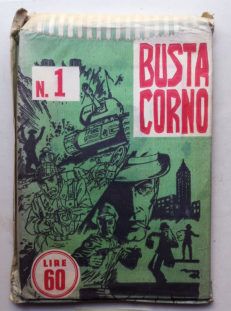 N. 1
BUSTA
CORNO
LIRE
60